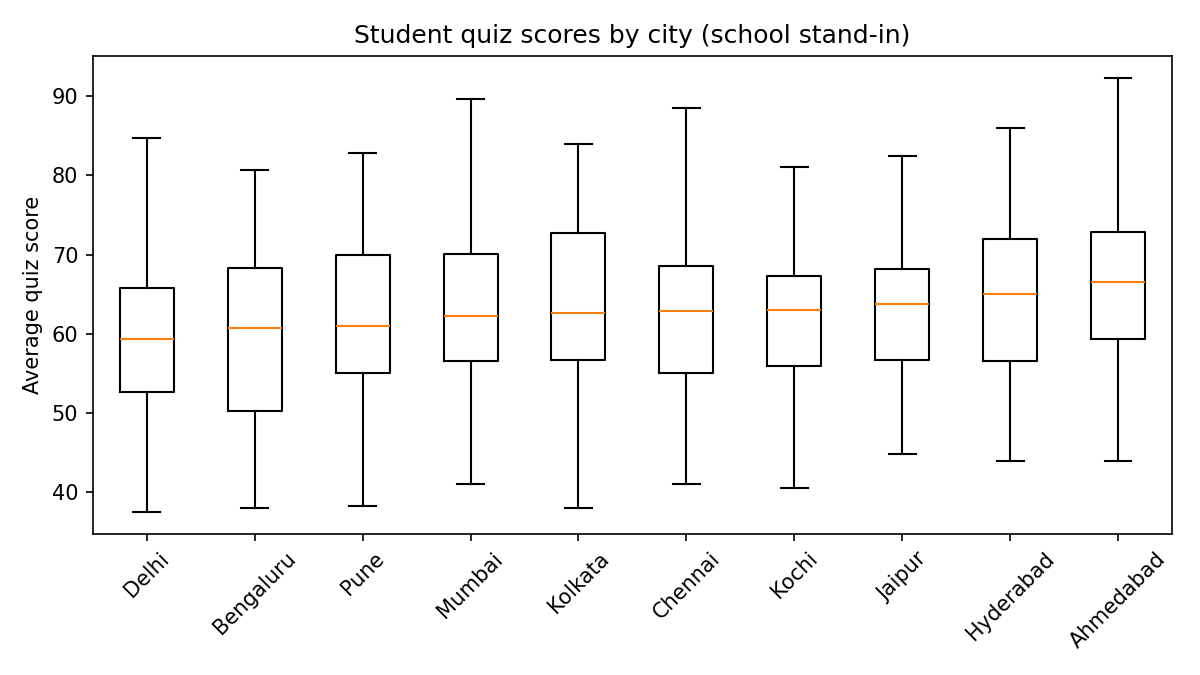 Student quiz scores by city (school stand-in)
Average quiz score
90
80
70
60
50
40
Delhi
Bengaluru
Pune
Mumbai
Kolkata
Chennai
Kochi
Jaipur
Hyderabad
Ahmedabad